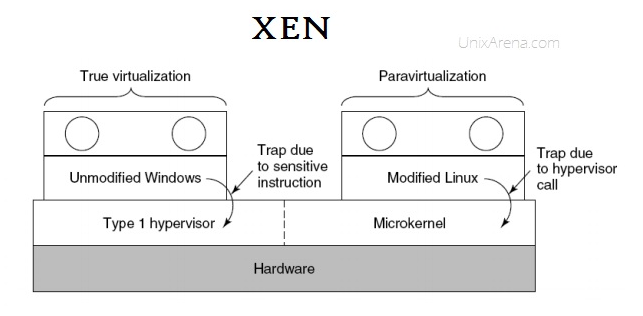 XEN
UnixArena.com
True virtualization
Paravirtualization
Trap due
to sensitive
instruction
Trap due
to hypervisor
call
Unmodified Windows
Modified Linux
Type 1 hypervisor
Microkernel
Hardware